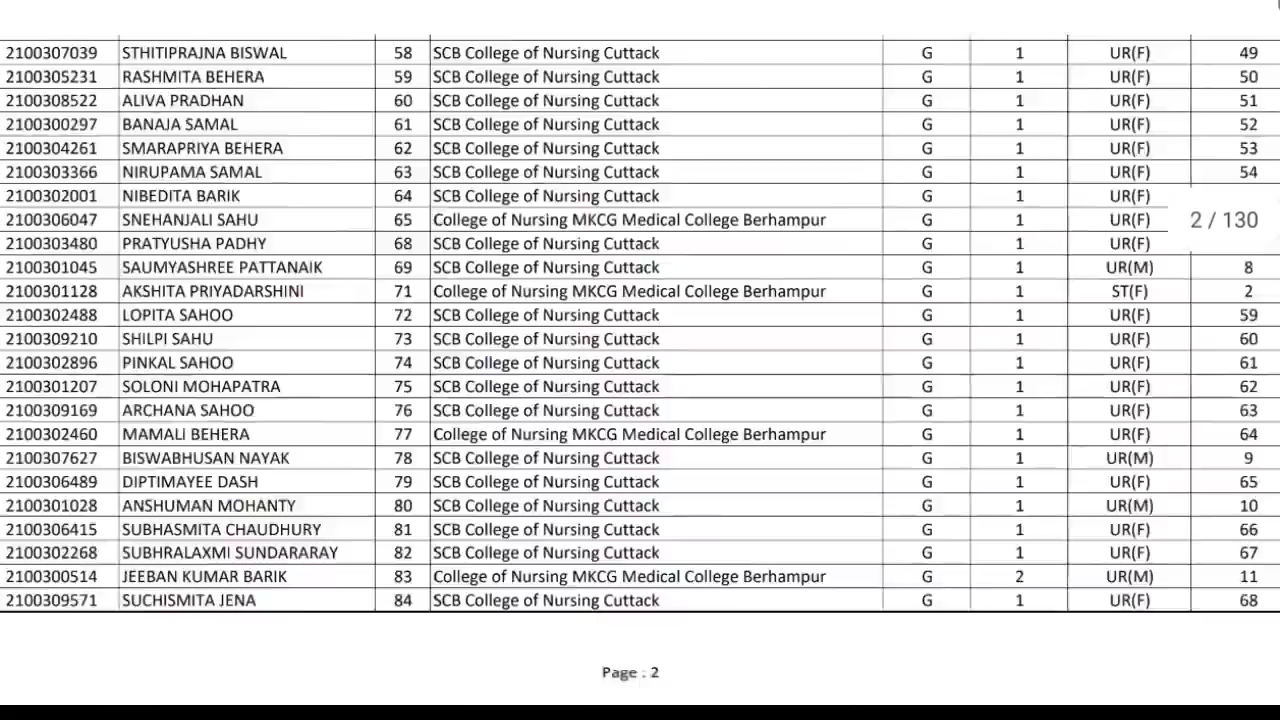 2100307039 STHITIPRAJNA BISWAL 58 SCB College of Nursing Cuttack G 1 UR(F) 49
2100305231 RASHMITA BEHERA 59 SCB College of Nursing Cuttack G 1 UR(F) 50
2100308522 ALIVA PRADHAN 60 SCB College of Nursing Cuttack G 1 UR(F) 51
2100300297 BANAJA SAMAL 61 SCB College of Nursing Cuttack G 1 UR(F) 52
2100304261 SMARAPRIYA BEHERA 62 SCB College of Nursing Cuttack G 1 UR(F) 53
2100303366 NIRUPAMA SAMAL 63 SCB College of Nursing Cuttack G 1 UR(F) 54
2100302001 NIBEDITA BARIK 64 SCB College of Nursing Cuttack G 1 UR(F)
2100306047 SNEHANJALI SAHU 65 College of Nursing MKCG Medical College Berhampur G 1 UR(F) 2 / 130
2100303480 PRATYUSHA PADHY 68 SCB College of Nursing Cuttack G 1 UR(F)
2100301045 SAUMYASHREE PATTANAIK 69 SCB College of Nursing Cuttack G 1 UR(M) 8
2100301128 AKSHITA PRIYADARSHINI 71 College of Nursing MKCG Medical College Berhampur G 1 ST(F) 2
2100302488 LOPITA SAHOO 72 SCB College of Nursing Cuttack G 1 UR(F) 59
2100309210 SHILPI SAHU 73 SCB College of Nursing Cuttack G 1 UR(F) 60
2100302896 PINKAL SAHOO 74 SCB College of Nursing Cuttack G 1 UR(F) 61
2100301207 SOLONI MOHAPATRA 75 SCB College of Nursing Cuttack G 1 UR(F) 62
2100309169 ARCHANA SAHOO 76 SCB College of Nursing Cuttack G 1 UR(F) 63
2100302460 MAMALI BEHERA 77 College of Nursing MKCG Medical College Berhampur G 1 UR(F) 64
2100307627 BISWABHUSAN NAYAK 78 SCB College of Nursing Cuttack G 1 UR(M) 9
2100306489 DIPTIMAYEE DASH 79 SCB College of Nursing Cuttack G 1 UR(F) 65
2100301028 ANSHUMAN MOHANTY 80 SCB College of Nursing Cuttack G 1 UR(M) 10
2100306415 SUBHASMITA CHAUDHURY 81 SCB College of Nursing Cuttack G 1 UR(F) 66
2100302268 SUBHRALAXMI SUNDARARAY 82 SCB College of Nursing Cuttack G 1 UR(F) 67
2100300514 JEEBAN KUMAR BARIK 83 College of Nursing MKCG Medical College Berhampur G 2 UR(M) 11
2100309571 SUCHISMITA JENA 84 SCB College of Nursing Cuttack G 1 UR(F) 68
Page : 2